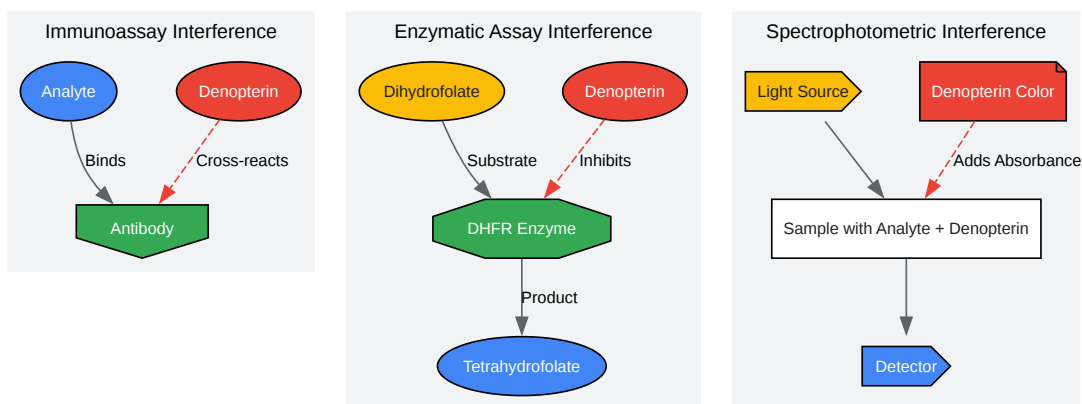 Immunoassay Interference
Analyte
Denopterin
Binds
Cross-reacts
Antibody
Enzymatic Assay Interference
Dihydrofolate
Denopterin
Substrate
Inhibits
DHFR Enzyme
Product
Tetrahydrofolate
Spectrophotometric Interference
Light Source
Denopterin Color
Adds Absorbance
Sample with Analyte + Denopterin
Detector